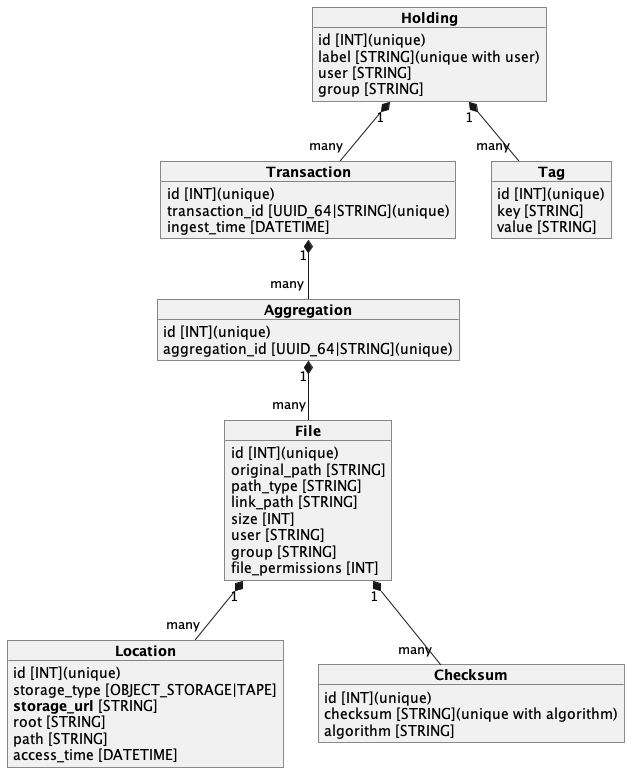 Holding
id [INT](unique)
label [STRING](unique with user)
user [STRING]
group [STRING]
1
1
many
many
Transaction
id [INT](unique)
transaction_id [UUID_64|STRING](unique)
ingest_time [DATETIME]
Tag
id [INT](unique)
key [STRING]
value [STRING]
1
many
Aggregation
id [INT](unique)
aggregation_id [UUID_64|STRING](unique)
1
many
File
id [INT](unique)
original_path [STRING]
path_type [STRING]
link_path [STRING]
size [INT]
user [STRING]
group [STRING]
file_permissions [INT]
1
1
many
many
Location
id [INT](unique)
storage_type [OBJECT_STORAGE|TAPE]
storage_url [STRING]
root [STRING]
path [STRING]
access_time [DATETIME]
Checksum
id [INT](unique)
checksum [STRING](unique with algorithm)
algorithm [STRING]